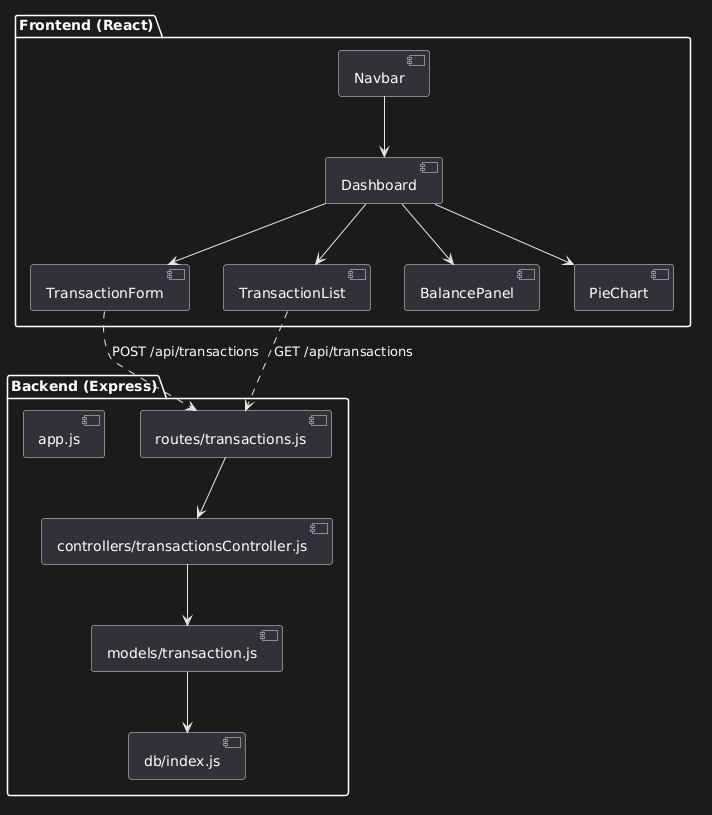 Frontend (React)
Navbar
Dashboard
TransactionForm
TransactionList
BalancePanel
PieChart
POST /api/transactions
GET /api/transactions
Backend (Express)
app.js
routes/transactions.js
controllers/transactionsController.js
models/transaction.js
db/index.js